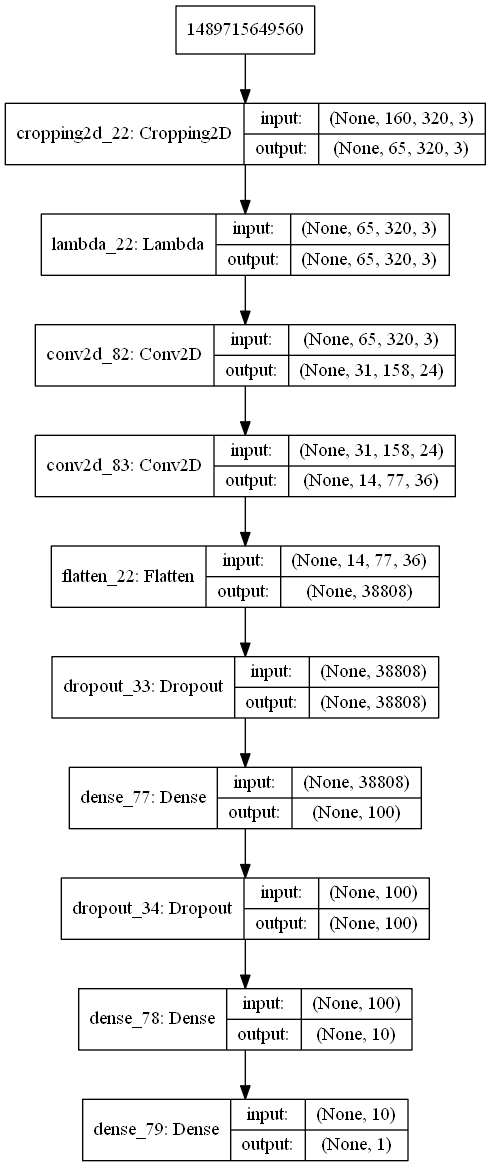 1489715649560
cropping2d_22: Cropping2D
input: (None, 160, 320, 3)
output: (None, 65, 320, 3)
lambda_22: Lambda
input: (None, 65, 320, 3)
output: (None, 65, 320, 3)
conv2d_82: Conv2D
input: (None, 65, 320, 3)
output: (None, 31, 158, 24)
conv2d_83: Conv2D
input: (None, 31, 158, 24)
output: (None, 14, 77, 36)
flatten_22: Flatten
input: (None, 14, 77, 36)
output: (None, 38808)
dropout_33: Dropout
input: (None, 38808)
output: (None, 38808)
dense_77: Dense
input: (None, 38808)
output: (None, 100)
dropout_34: Dropout
input: (None, 100)
output: (None, 100)
dense_78: Dense
input: (None, 100)
output: (None, 10)
dense_79: Dense
input: (None, 10)
output: (None, 1)